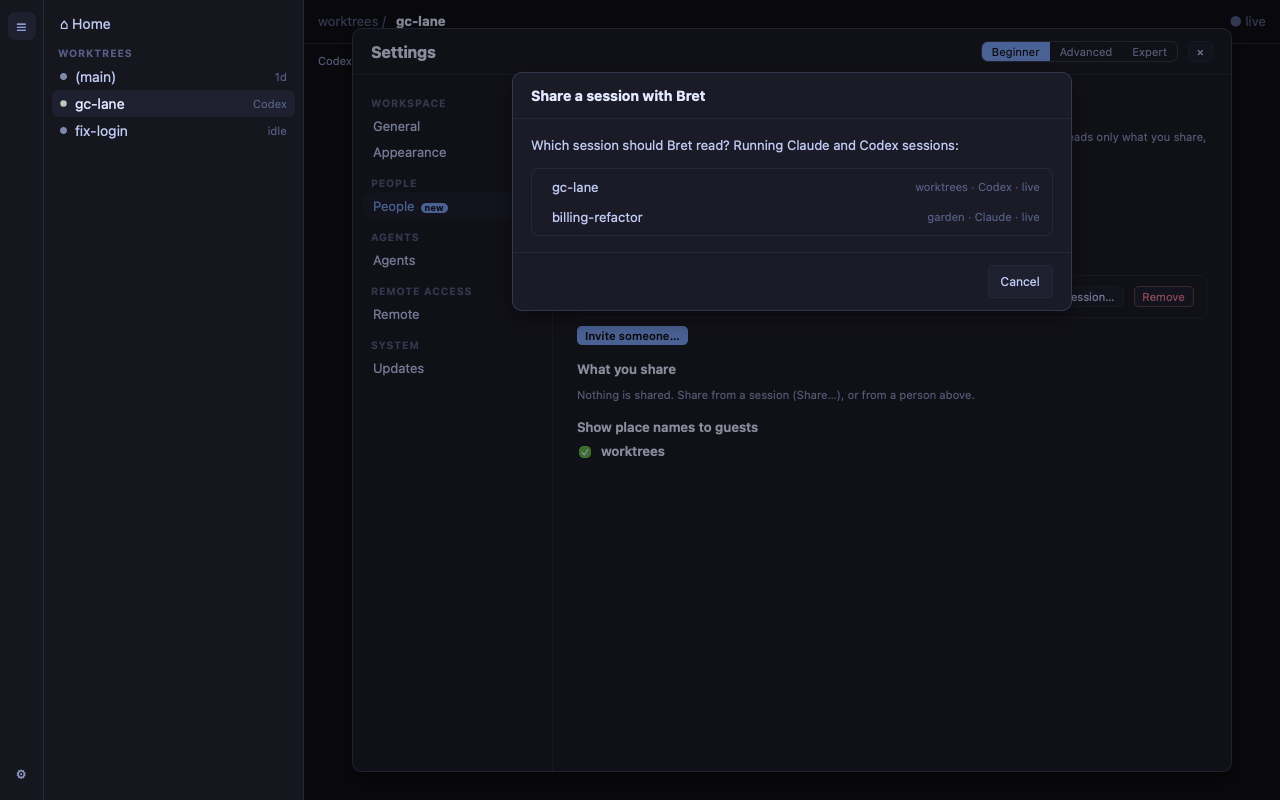 ⌂ Home
WORKTREES
(main) 1d
gc-lane Codex
fix-login idle
worktrees / gc-lane
live
Codex
Settings
Beginner Advanced Expert ×
WORKSPACE
General
Appearance
PEOPLE
People new
AGENTS
Agents
REMOTE ACCESS
Remote
SYSTEM
Updates
Share a session with Bret
Which session should Bret read? Running Claude and Codex sessions:
gc-lane worktrees · Codex · live
billing-refactor garden · Claude · live
Cancel
only what you share,
Remove
Invite someone...
What you share
Nothing is shared. Share from a session (Share...), or from a person above.
Show place names to guests
worktrees